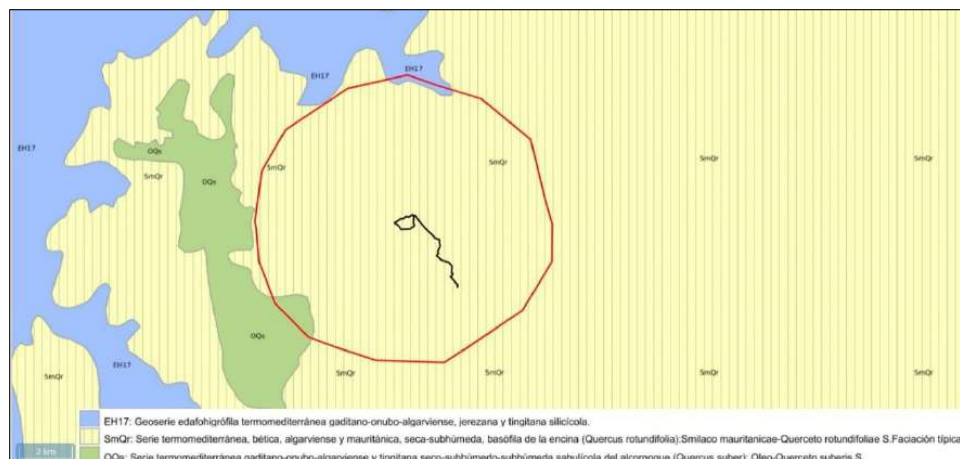 EH17
EH17
EH17
OQs
SmQr
SmQr
SmQr
SmQr
SmQr
OQs
OQs
EH17
SmQr
SmQr
SmQr
SmQr
SmQr
EH17: Geoserie edafohigrófila termomediterránea gaditano-onubo-algarviense, jerezana y tingitana silicícola.
SmQr: Serie termomediterránea, bética, algarviense y mauritánica, seca-subhúmeda, basófila de la encina (Quercus rotundifolia):Smilaco mauritanicae-Querceto rotundifoliae S.Faciación típica
2 km
OQs: Serie termomediterránea gaditano-onubo-algarviense y tingitana seco-subhúmedo-subhúmeda sabulícola del alcornoque (Quercus suber): Oleo-Querceto suberis S.